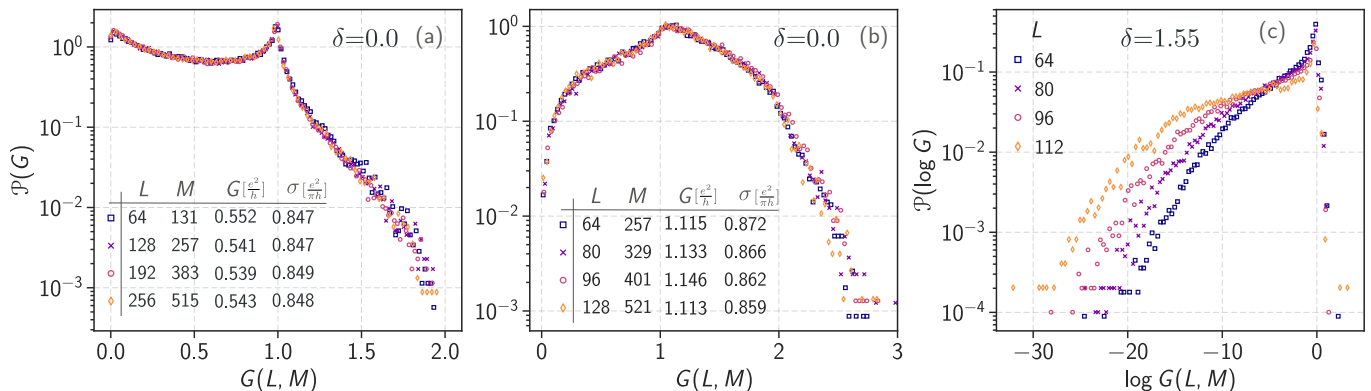 (a)
δ=0.0
𝒫(G)
10⁰
10⁻¹
10⁻²
10⁻³
L M G[e²/h] σ[e²/πh]
64 131 0.552 0.847
128 257 0.541 0.847
192 383 0.539 0.849
256 515 0.543 0.848
0.0 0.5 1.0 1.5 2.0
G(L, M)
(b)
δ=0.0
10⁰
10⁻¹
10⁻²
10⁻³
L M G[e²/h] σ[e²/πh]
64 257 1.115 0.872
80 329 1.133 0.866
96 401 1.146 0.862
128 521 1.113 0.859
0 1 2 3
G(L, M)
(c)
δ=1.55
𝒫(log G)
10⁻¹
10⁻²
10⁻³
10⁻⁴
L
64
80
96
112
−30 −20 −10 0
log G(L, M)